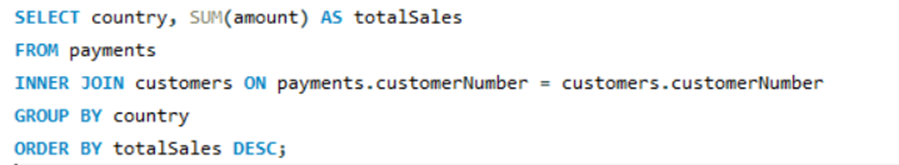 SELECT country, SUM(amount) AS totalSales
FROM payments
INNER JOIN customers ON payments.customerNumber = customers.customerNumber
GROUP BY country
ORDER BY totalSales DESC;